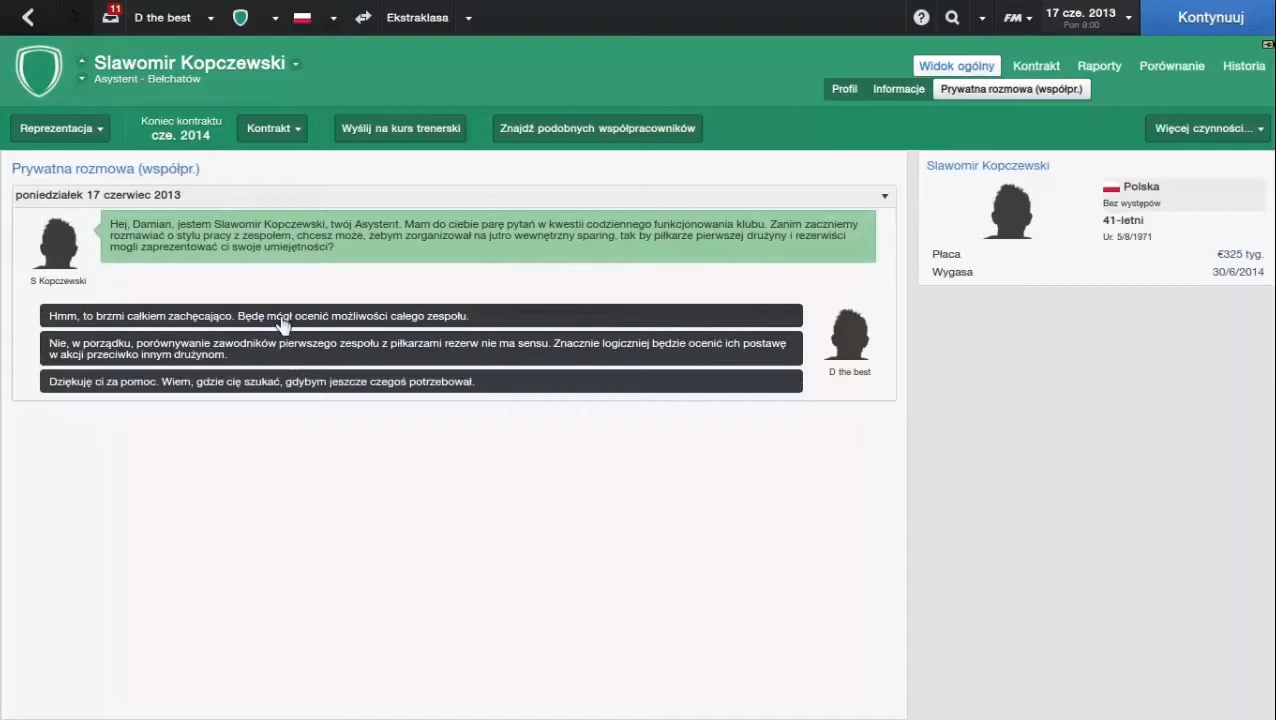 11
D the best
Ekstraklasa
?
FM
17 cze. 2013
Pon 9:00
Kontynuuj
Slawomir Kopczewski
Asystent - Bełchatów
Widok ogólny
Kontrakt
Raporty
Porównanie
Historia
Profil
Informacje
Prywatna rozmowa (współpr.)
Reprezentacja
Koniec kontraktu
cze. 2014
Kontrakt
Wyślij na kurs trenerski
Znajdź podobnych współpracowników
Więcej czynności...
Prywatna rozmowa (współpr.)
poniedziałek 17 czerwiec 2013
Hej, Damian, jestem Slawomir Kopczewski, twój Asystent. Mam do ciebie parę pytań w kwestii codziennego funkcjonowania klubu. Zanim zaczniemy
rozmawiać o stylu pracy z zespołem, chcesz może, żebym zorganizował na jutro wewnętrzny sparing, tak by piłkarze pierwszej drużyny i rezerwiści
mogli zaprezentować ci swoje umiejętności?
S Kopczewski
Hmm, to brzmi całkiem zachęcająco. Będę mógł ocenić możliwości całego zespołu.
Nie, w porządku, porównywanie zawodników pierwszego zespołu z piłkarzami rezerw nie ma sensu. Znacznie logiczniej będzie ocenić ich postawę
w akcji przeciwko innym drużynom.
Dziękuję ci za pomoc. Wiem, gdzie cię szukać, gdybym jeszcze czegoś potrzebował.
D the best
Slawomir Kopczewski
Polska
Bez występów
41-letni
Ur. 5/8/1971
Płaca
€325 tyg.
Wygasa
30/6/2014